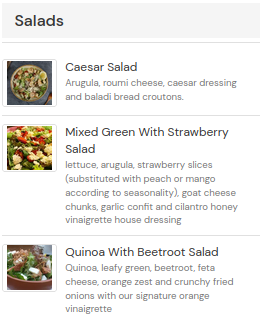 Salads
Caesar Salad
Arugula, roumi cheese, caesar dressing
and baladi bread croutons.
Mixed Green With Strawberry
Salad
lettuce, arugula, strawberry slices
(substituted with peach or mango
according to seasonality), goat cheese
chunks, garlic confit and cilantro honey
vinaigrette house dressing
Quinoa With Beetroot Salad
Quinoa, leafy green, beetroot, feta
cheese, orange zest and crunchy fried
onions with our signature orange
vinaigrette